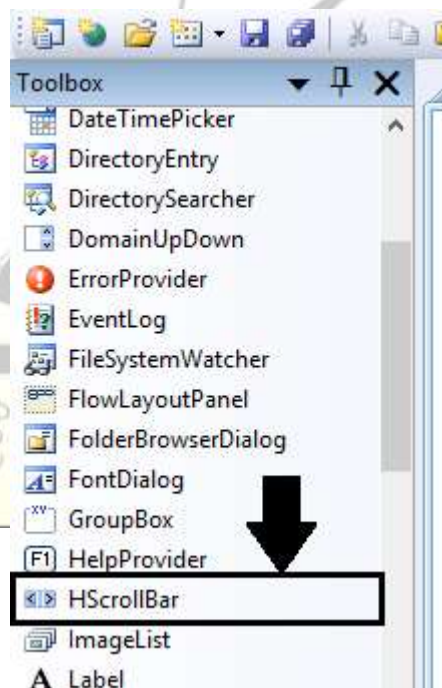 Toolbox
DateTimePicker
DirectoryEntry
DirectorySearcher
DomainUpDown
ErrorProvider
EventLog
FileSystemWatcher
FlowLayoutPanel
FolderBrowserDialog
FontDialog
GroupBox
HelpProvider
HScrollBar
ImageList
Label